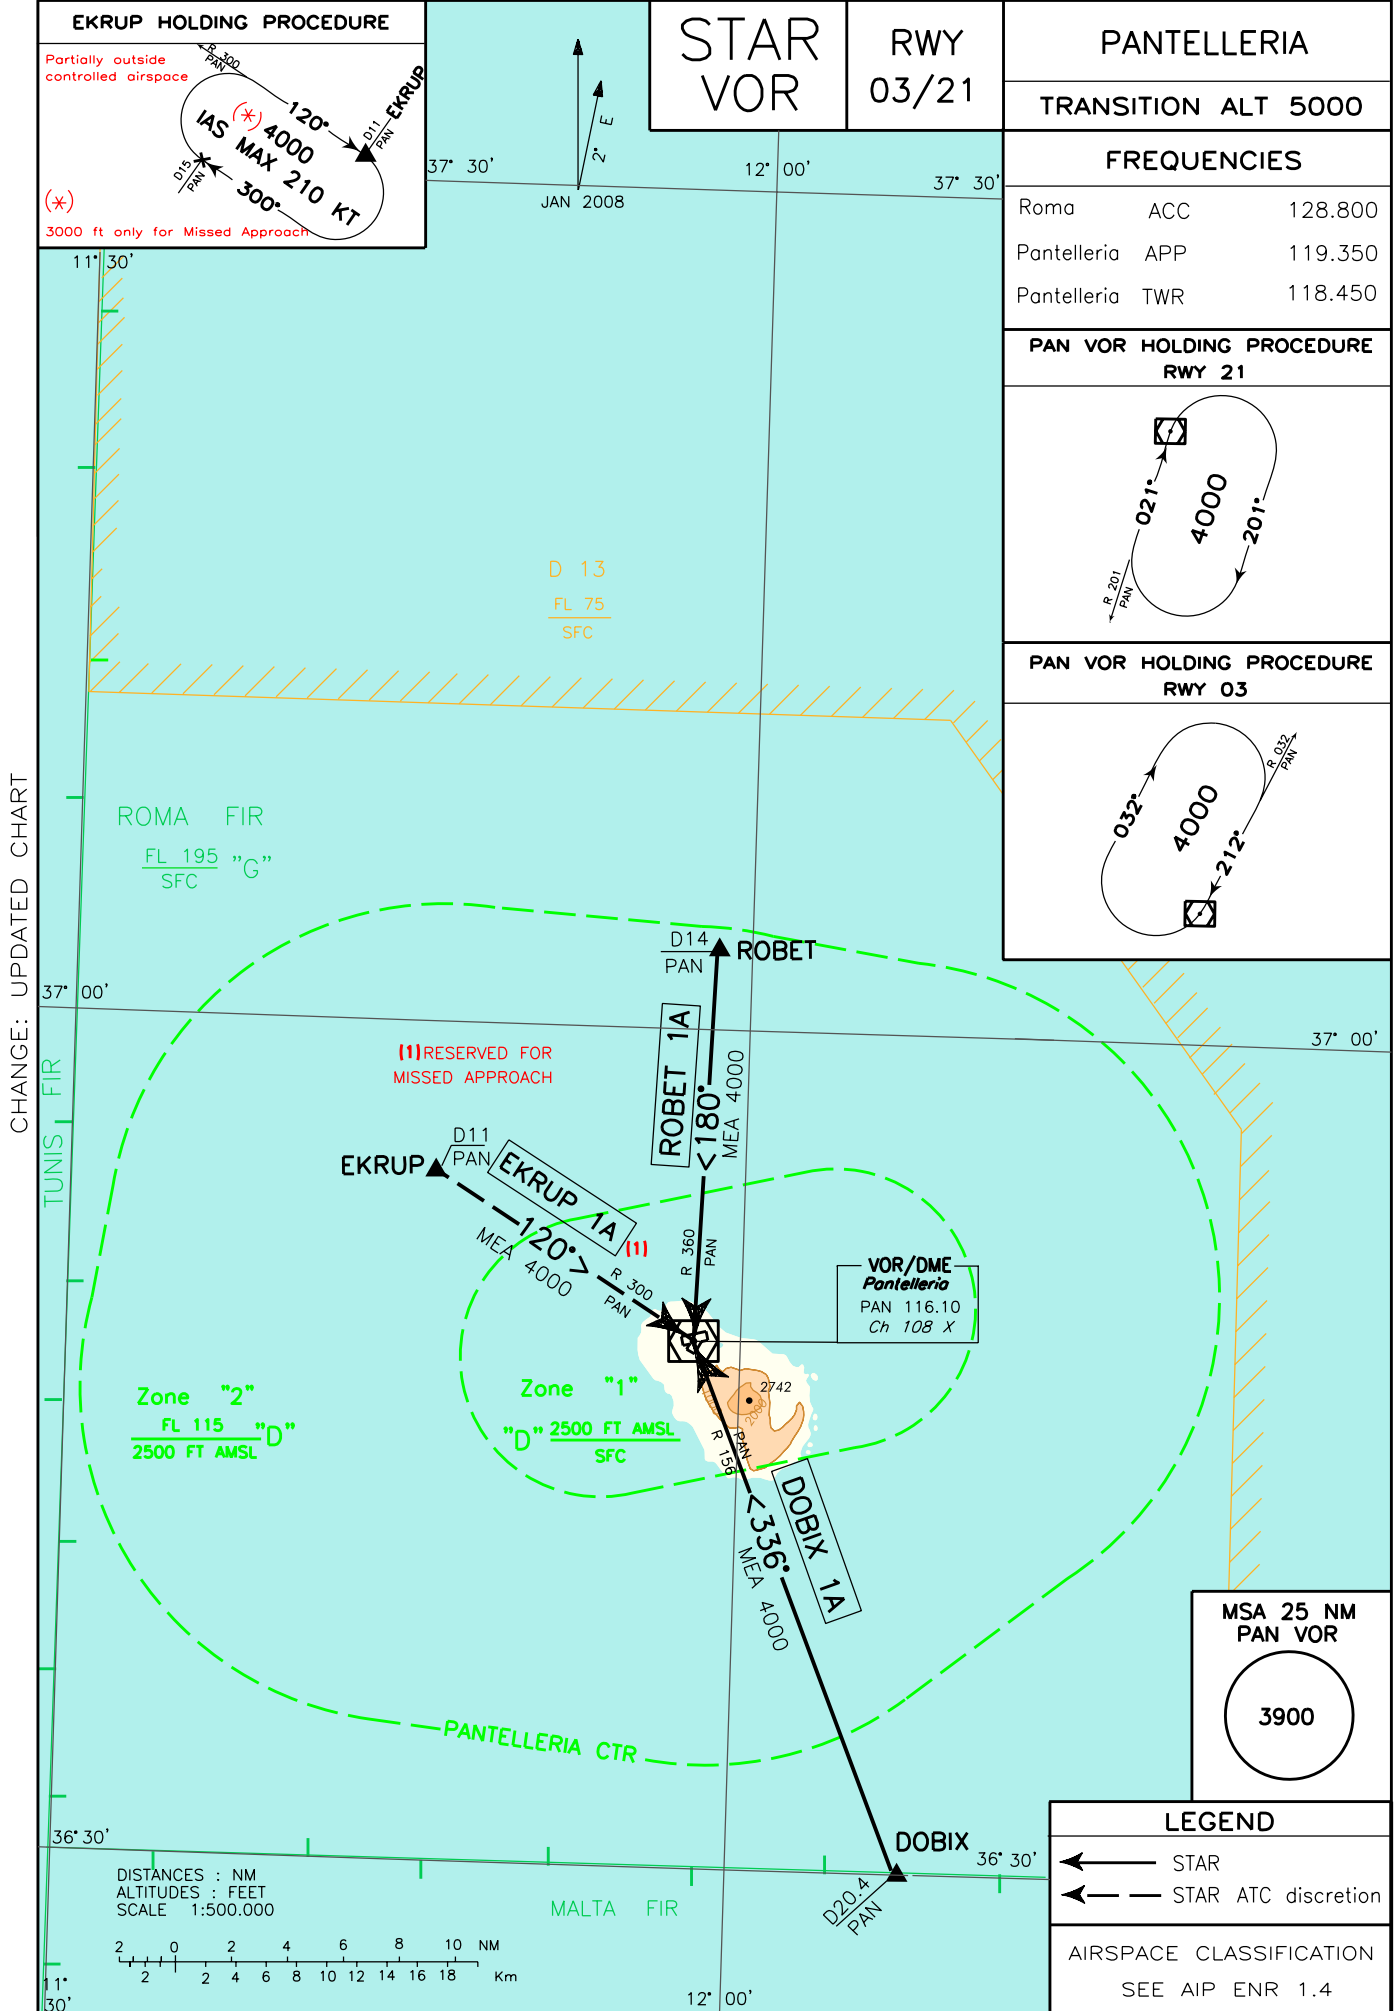 EKRUP HOLDING PROCEDURE
Partially outside
controlled airspace
R 300
PAN
120°
D11
PAN
EKRUP
(*) 4000
IAS MAX 210 KT
D15
PAN
300°
(*)
3000 ft only for Missed Approach
2° E
JAN 2008
STAR
VOR
RWY
03/21
PANTELLERIA
TRANSITION ALT 5000
FREQUENCIES
Roma ACC 128.800
Pantelleria APP 119.350
Pantelleria TWR 118.450
PAN VOR HOLDING PROCEDURE
RWY 21
021°
4000
201°
R 201
PAN
PAN VOR HOLDING PROCEDURE
RWY 03
R 032
PAN
032°
4000
212°
37° 30'
12° 00'
37° 30'
11° 30'
D 13
FL 75
SFC
CHANGE: UPDATED CHART
ROMA FIR
FL 195 "G"
SFC
D14
PAN
ROBET
37° 00'
37° 00'
TUNIS FIR
(1) RESERVED FOR
MISSED APPROACH
ROBET 1A
<180°
MEA 4000
R 360
PAN
D11
PAN
EKRUP
EKRUP 1A
(1)
120°>
MEA 4000
R 300
PAN
VOR/DME
Pantelleria
PAN 116.10
Ch 108 X
2742
2000
Zone "2"
FL 115 "D"
2500 FT AMSL
Zone "1"
"D" 2500 FT AMSL
SFC
PAN
R 156
DOBIX 1A
<336°
MEA 4000
PANTELLERIA CTR
MSA 25 NM
PAN VOR
3900
36° 30'
DOBIX
36° 30'
D20.4
PAN
MALTA FIR
DISTANCES : NM
ALTITUDES : FEET
SCALE 1:500.000
2 0 2 4 6 8 10 NM
2 2 4 6 8 10 12 14 16 18 Km
11°
30'
12° 00'
LEGEND
STAR
STAR ATC discretion
AIRSPACE CLASSIFICATION
SEE AIP ENR 1.4